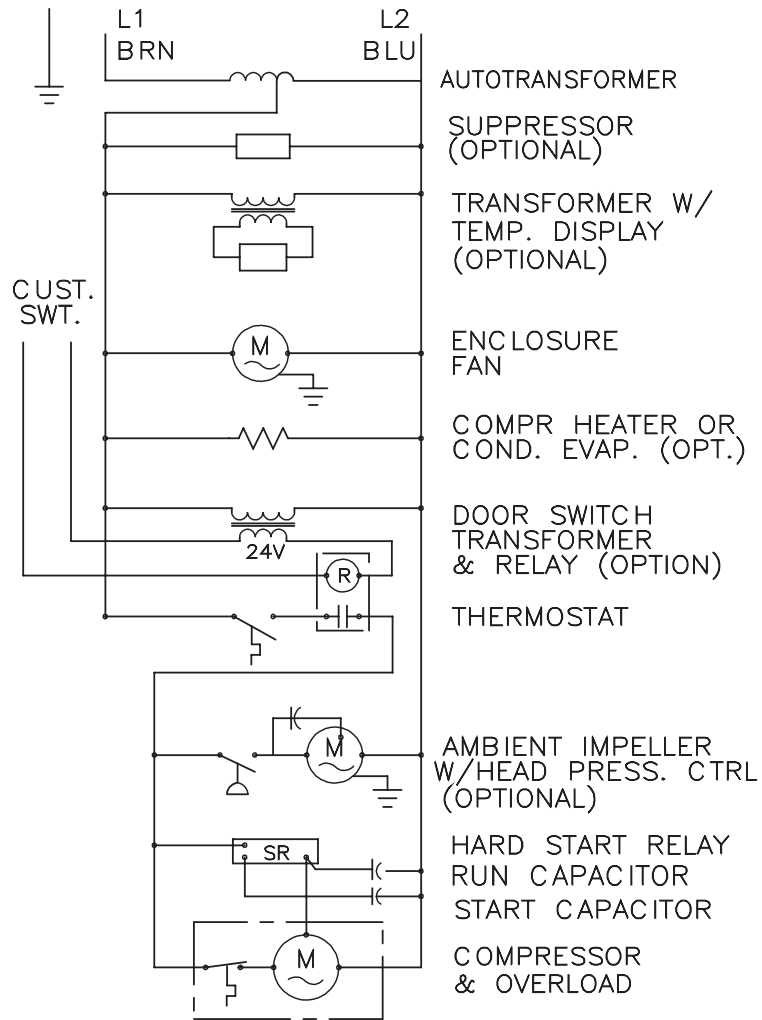 L1
L2
BRN
BLU
AUTOTRANSFORMER
SUPPRESSOR
(OPTIONAL)
TRANSFORMER W/
TEMP. DISPLAY
(OPTIONAL)
CUST.
SWT.
M
ENCLOSURE
FAN
COMPR HEATER OR
COND. EVAP. (OPT.)
24V
DOOR SWITCH
TRANSFORMER
& RELAY (OPTION)
R
THERMOSTAT
M
AMBIENT IMPELLER
W/HEAD PRESS. CTRL
(OPTIONAL)
SR
HARD START RELAY
RUN CAPACITOR
START CAPACITOR
M
COMPRESSOR
& OVERLOAD